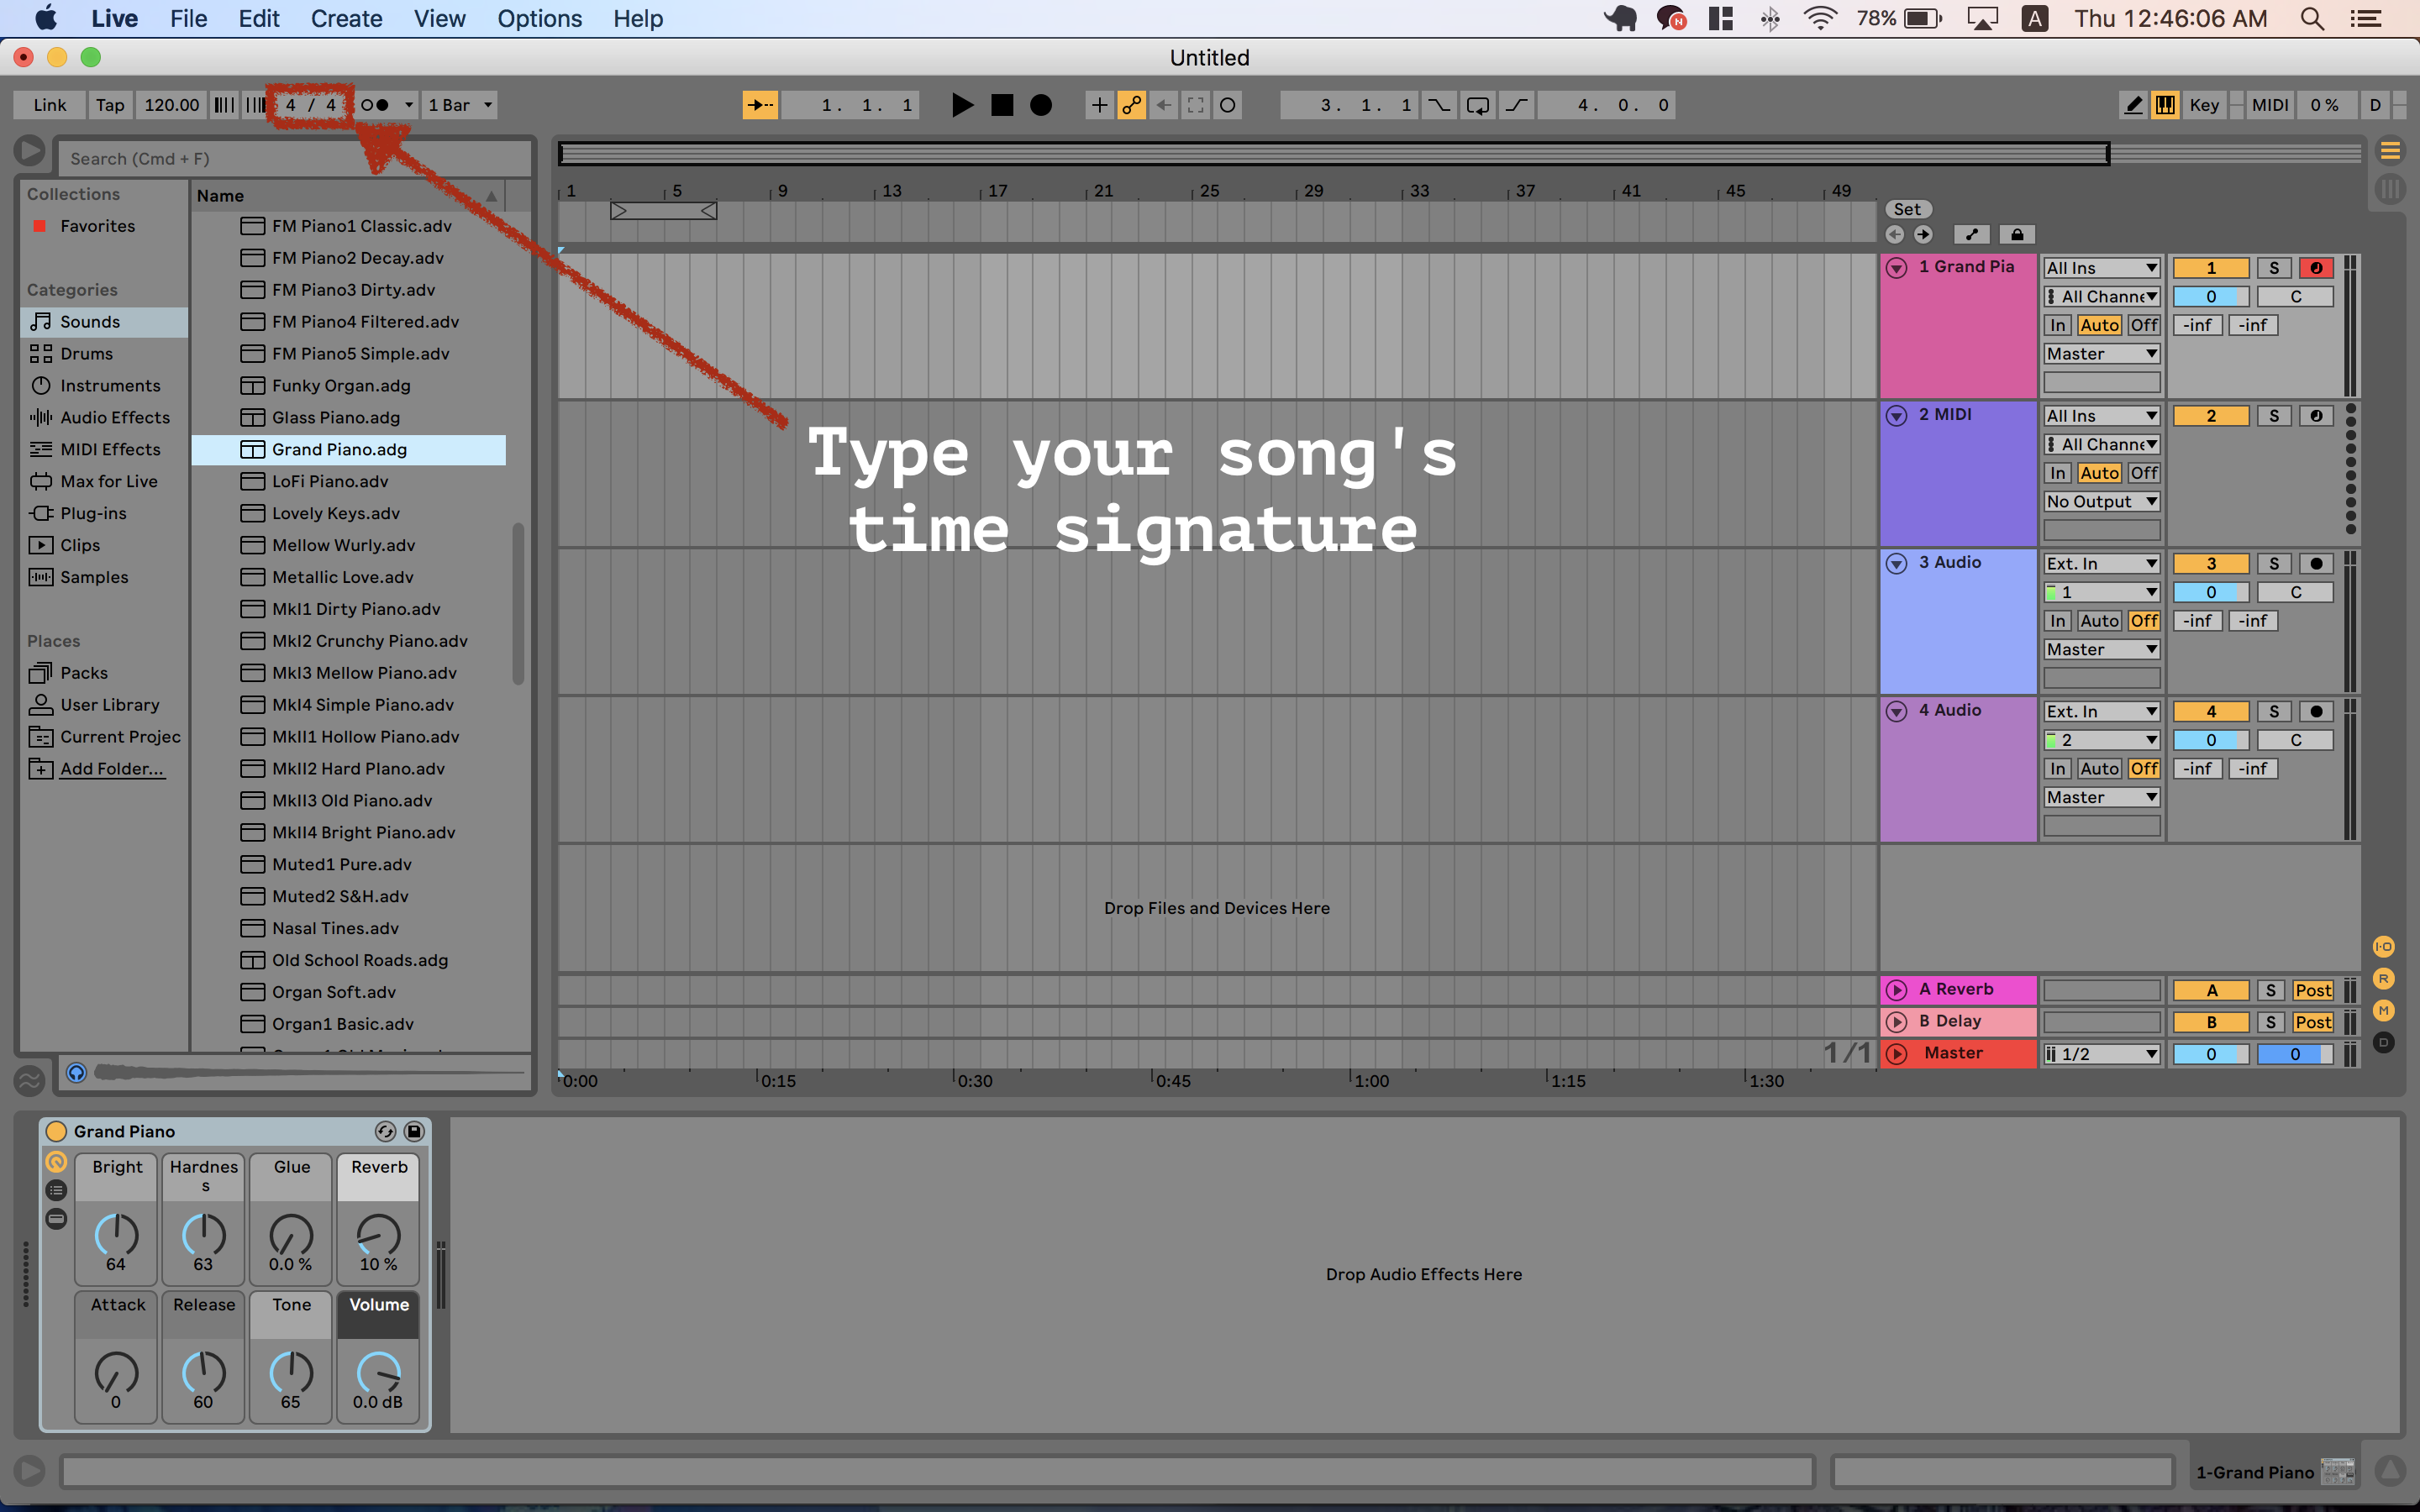 Live File Edit Create View Options Help 78% A Thu 12:46:06 AM
Untitled
Link Tap 120.00 4 / 4 1 Bar 1. 1. 1 3. 1. 1 4. 0. 0 Key MIDI 0 % D
Search (Cmd + F)
Collections
Favorites
Categories
Sounds
Drums
Instruments
Audio Effects
MIDI Effects
Max for Live
Plug-ins
Clips
Samples
Places
Packs
User Library
Current Projec
Add Folder...
Name
FM Piano1 Classic.adv
FM Piano2 Decay.adv
FM Piano3 Dirty.adv
FM Piano4 Filtered.adv
FM Piano5 Simple.adv
Funky Organ.adg
Glass Piano.adg
Grand Piano.adg
LoFi Piano.adv
Lovely Keys.adv
Mellow Wurly.adv
Metallic Love.adv
MkI1 Dirty Piano.adv
MkI2 Crunchy Piano.adv
MkI3 Mellow Piano.adv
MkI4 Simple Piano.adv
MkII1 Hollow Piano.adv
MkII2 Hard PIano.adv
MkII3 Old Piano.adv
MkII4 Bright Piano.adv
Muted1 Pure.adv
Muted2 S&H.adv
Nasal Tines.adv
Old School Roads.adg
Organ Soft.adv
Organ1 Basic.adv
1 5 9 13 17 21 25 29 33 37 41 45 49
Type your song's
time signature
Drop Files and Devices Here
1/1
0:00 0:15 0:30 0:45 1:00 1:15 1:30
Set
1 Grand Pia All Ins 1 S
All Channe 0 C
In Auto Off -inf -inf
Master
2 MIDI All Ins 2 S
All Channe
In Auto Off
No Output
3 Audio Ext. In 3 S
1 0 C
In Auto Off -inf -inf
Master
4 Audio Ext. In 4 S
2 0 C
In Auto Off -inf -inf
Master
A Reverb A S Post
B Delay B S Post
Master 1/2 0 0
I-O
R
M
D
Grand Piano
Bright Hardnes Glue Reverb
s
64 63 0.0 % 10 %
Attack Release Tone Volume
0 60 65 0.0 dB
Drop Audio Effects Here
1-Grand Piano